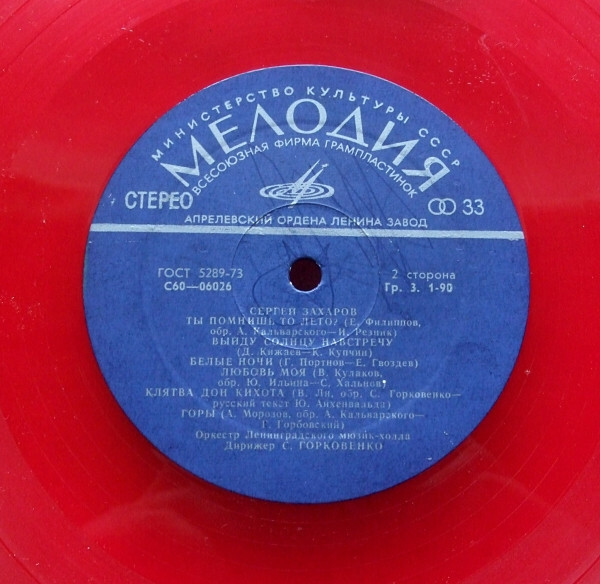 МИНИСТЕРСТВО КУЛЬТУРЫ СССР
МЕЛОДИЯ
ВСЕСОЮЗНАЯ ФИРМА ГРАМПЛАСТИНОК
СТЕРЕО
33
АПРЕЛЕВСКИЙ ОРДЕНА ЛЕНИНА ЗАВОД
ГОСТ 5289-73
2 сторона
С60—06026
Гр. 3. 1-90
СЕРГЕЙ ЗАХАРОВ
ТЫ ПОМНИШЬ ТО ЛЕТО? (Е. Филиппов,
обр. А. Кальварского—И. Резник)
ВЫЙДУ СОЛНЦУ НАВСТРЕЧУ
(Д. Кижаев—К. Купчин)
БЕЛЫЕ НОЧИ (Г. Портнов—Е. Гвоздев)
ЛЮБОВЬ МОЯ (В. Кулаков,
обр. Ю. Ильина—С. Хальнов)
КЛЯТВА ДОН КИХОТА (В. Ли, обр. С. Горковенко—
русский текст Ю. Айхенвальда)
ГОРЫ (А. Морозов, обр. А. Кальварского—
Г. Горбовский)
Оркестр Ленинградского мюзик-холла
Дирижер С. ГОРКОВЕНКО